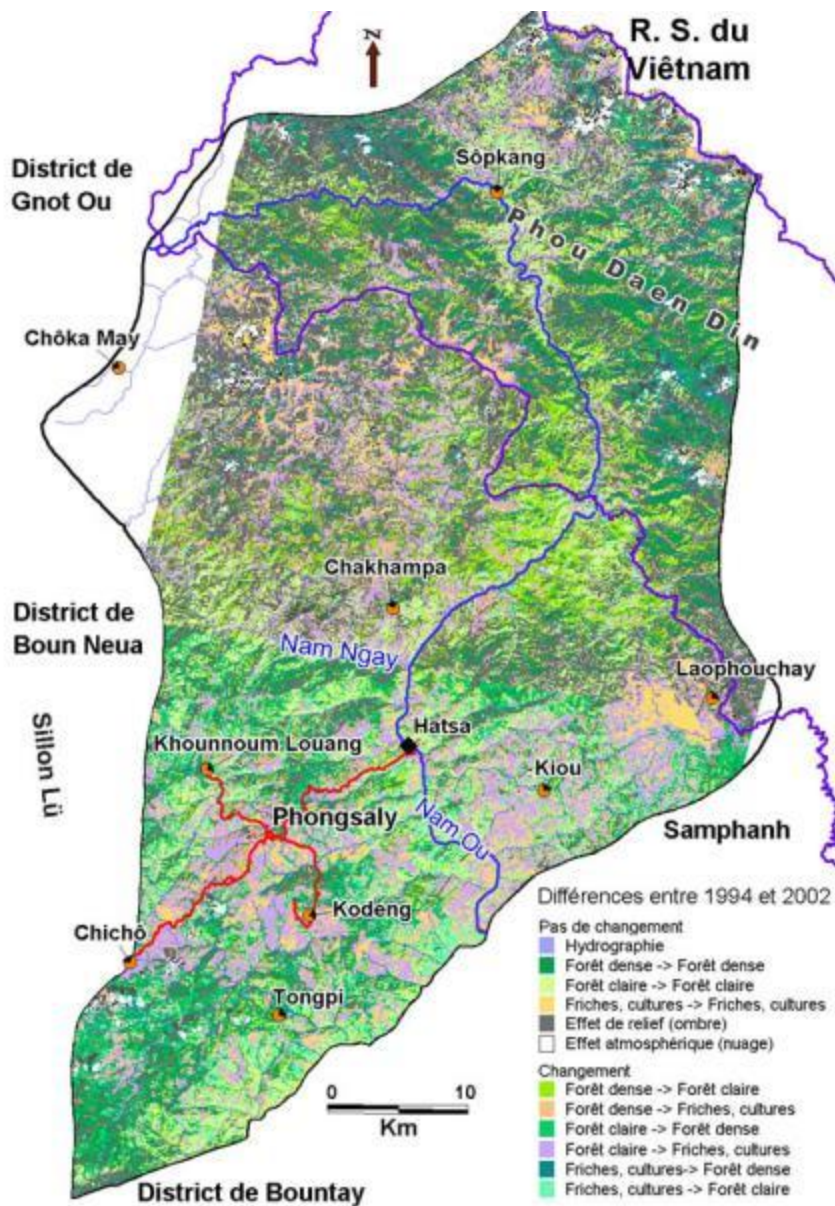 R. S. du
Viêtnam
N
District de
Gnot Ou
Sôpkang
Phou Daen Din
Chôka May
Chakhampa
District de
Boun Neua
Nam Ngay
Laophouchay
Sillon Lü
Khounnoum Louang
Hatsa
Kiou
Phongsaly
Nam Ou
Samphanh
Kodèng
Chichô
Tongpi
0 10
Km
District de Bountay
Différences entre 1994 et 2002
Pas de changement
Hydrographie
Forêt dense -> Forêt dense
Forêt claire -> Forêt claire
Friches, cultures -> Friches, cultures
Effet de relief (ombre)
Effet atmosphérique (nuage)
Changement
Forêt dense -> Forêt claire
Forêt dense -> Friches, cultures
Forêt claire -> Forêt dense
Forêt claire -> Friches, cultures
Friches, cultures-> Forêt dense
Friches, cultures -> Forêt claire